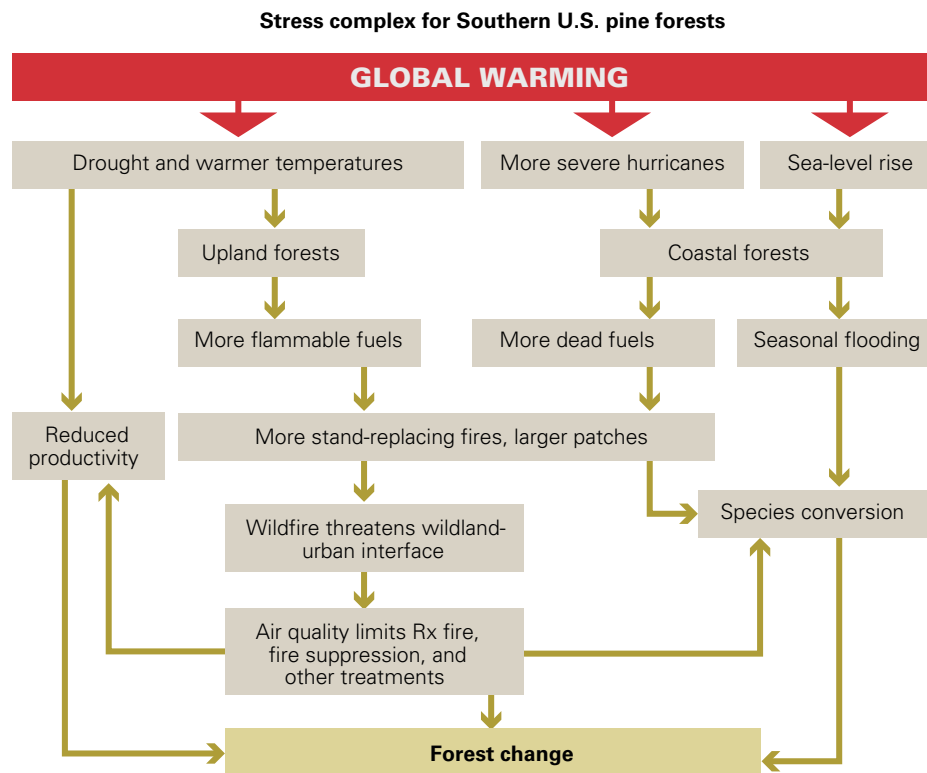 Stress complex for Southern U.S. pine forests
GLOBAL WARMING
Drought and warmer temperatures
More severe hurricanes
Sea-level rise
Upland forests
Coastal forests
More flammable fuels
More dead fuels
Seasonal flooding
Reduced
productivity
More stand-replacing fires, larger patches
Species conversion
Wildfire threatens wildland-
urban interface
Air quality limits Rx fire,
fire suppression, and
other treatments
Forest change